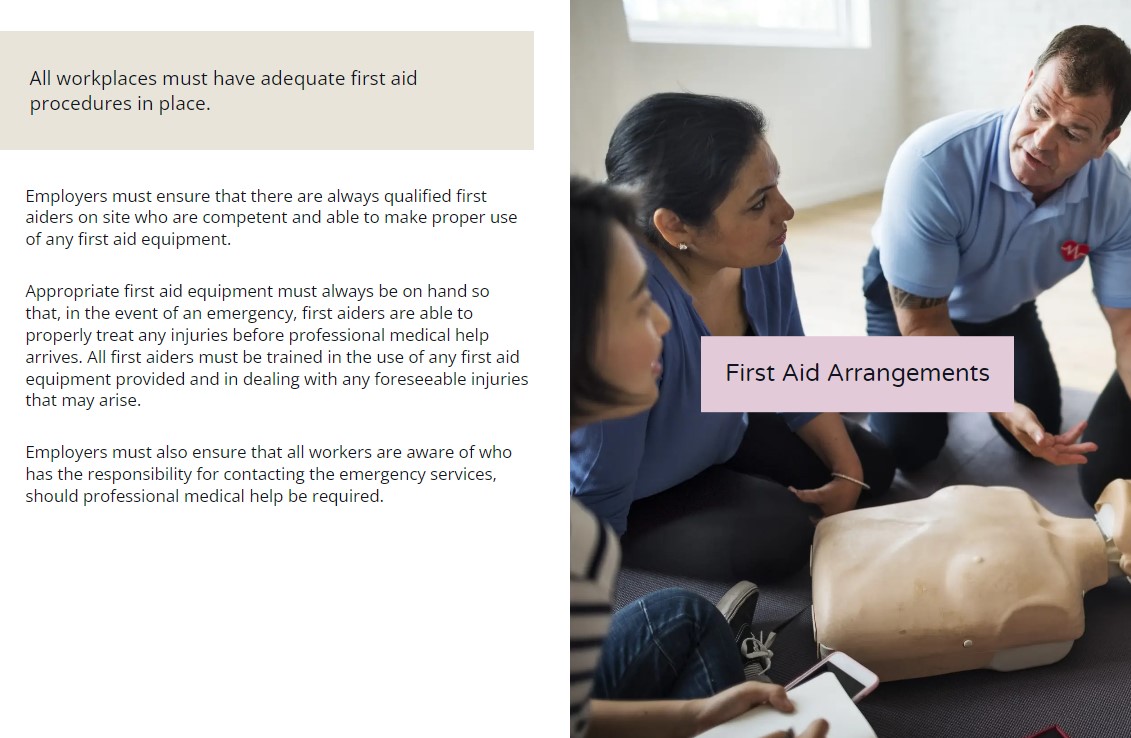 All workplaces must have adequate first aid
procedures in place.
Employers must ensure that there are always qualified first
aiders on site who are competent and able to make proper use
of any first aid equipment.
Appropriate first aid equipment must always be on hand so
that, in the event of an emergency, first aiders are able to
properly treat any injuries before professional medical help
arrives. All first aiders must be trained in the use of any first aid
equipment provided and in dealing with any foreseeable injuries
that may arise.
Employers must also ensure that all workers are aware of who
has the responsibility for contacting the emergency services,
should professional medical help be required.
First Aid Arrangements